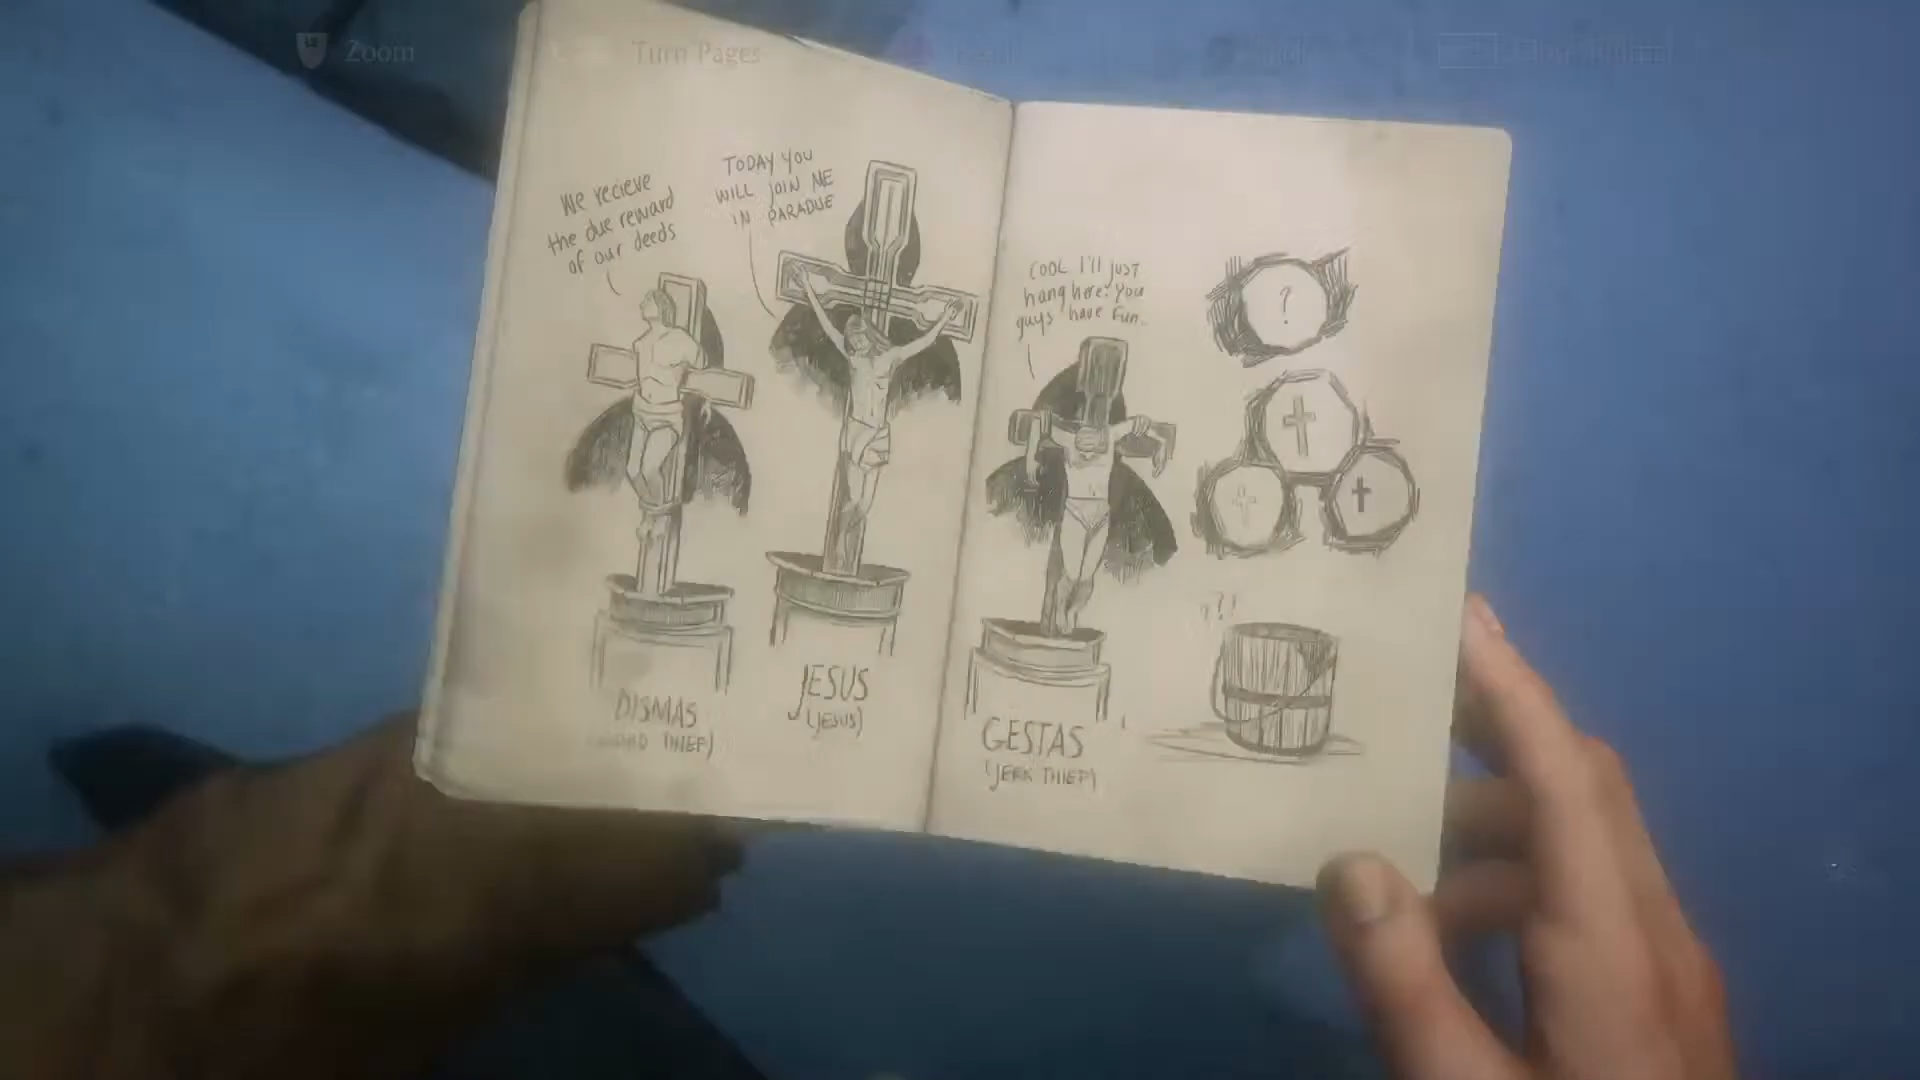 Zoom
Turn Pages
We recieve
the due reward
of our deeds
TODAY YOU
WILL JOIN ME
IN PARADISE
COOL I'll just
hang here. You
guys have fun.
?
?!
DISMAS
(GOOD THIEF)
JESUS
(JESUS)
GESTAS
(JERK THIEF)